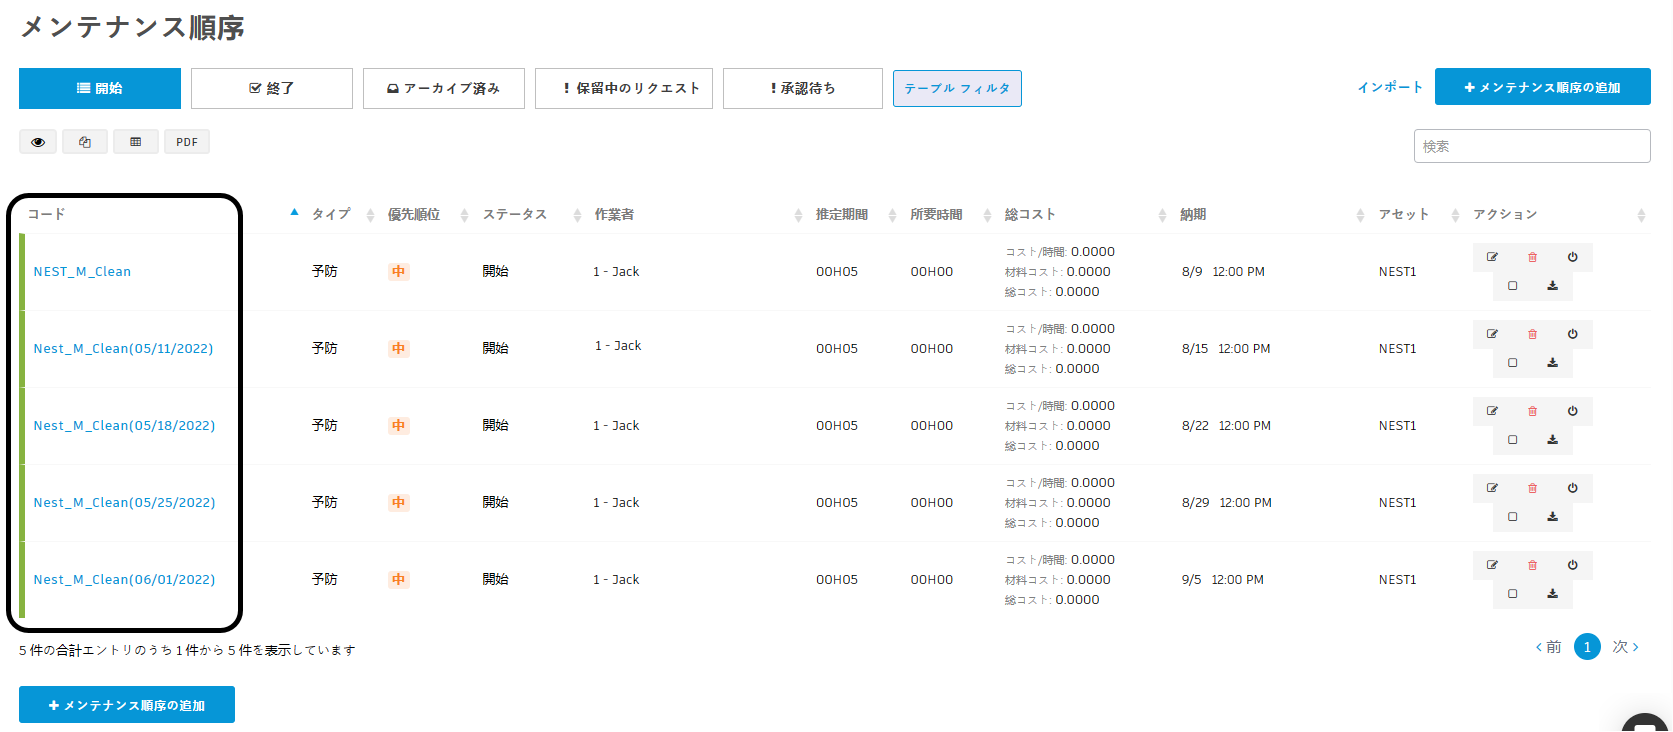 メンテナンス順序
開始 終了 アーカイブ済み 保留中のリクエスト 承認待ち テーブル フィルタ インポート メンテナンス順序の追加
PDF 検索
コード タイプ 優先順位 ステータス 作業者 推定期間 所要時間 総コスト 納期 アセット アクション
NEST_M_Clean 予防 中 開始 1 - Jack 00H05 00H00 コスト/時間: 0.0000 8/9 12:00 PM NEST1
材料コスト: 0.0000
総コスト: 0.0000
Nest_M_Clean(05/11/2022) 予防 中 開始 1 - Jack 00H05 00H00 コスト/時間: 0.0000 8/15 12:00 PM NEST1
材料コスト: 0.0000
総コスト: 0.0000
Nest_M_Clean(05/18/2022) 予防 中 開始 1 - Jack 00H05 00H00 コスト/時間: 0.0000 8/22 12:00 PM NEST1
材料コスト: 0.0000
総コスト: 0.0000
Nest_M_Clean(05/25/2022) 予防 中 開始 1 - Jack 00H05 00H00 コスト/時間: 0.0000 8/29 12:00 PM NEST1
材料コスト: 0.0000
総コスト: 0.0000
Nest_M_Clean(06/01/2022) 予防 中 開始 1 - Jack 00H05 00H00 コスト/時間: 0.0000 9/5 12:00 PM NEST1
材料コスト: 0.0000
総コスト: 0.0000
5 件の合計エントリのうち 1 件から 5 件を表示しています
前 1 次
メンテナンス順序の追加